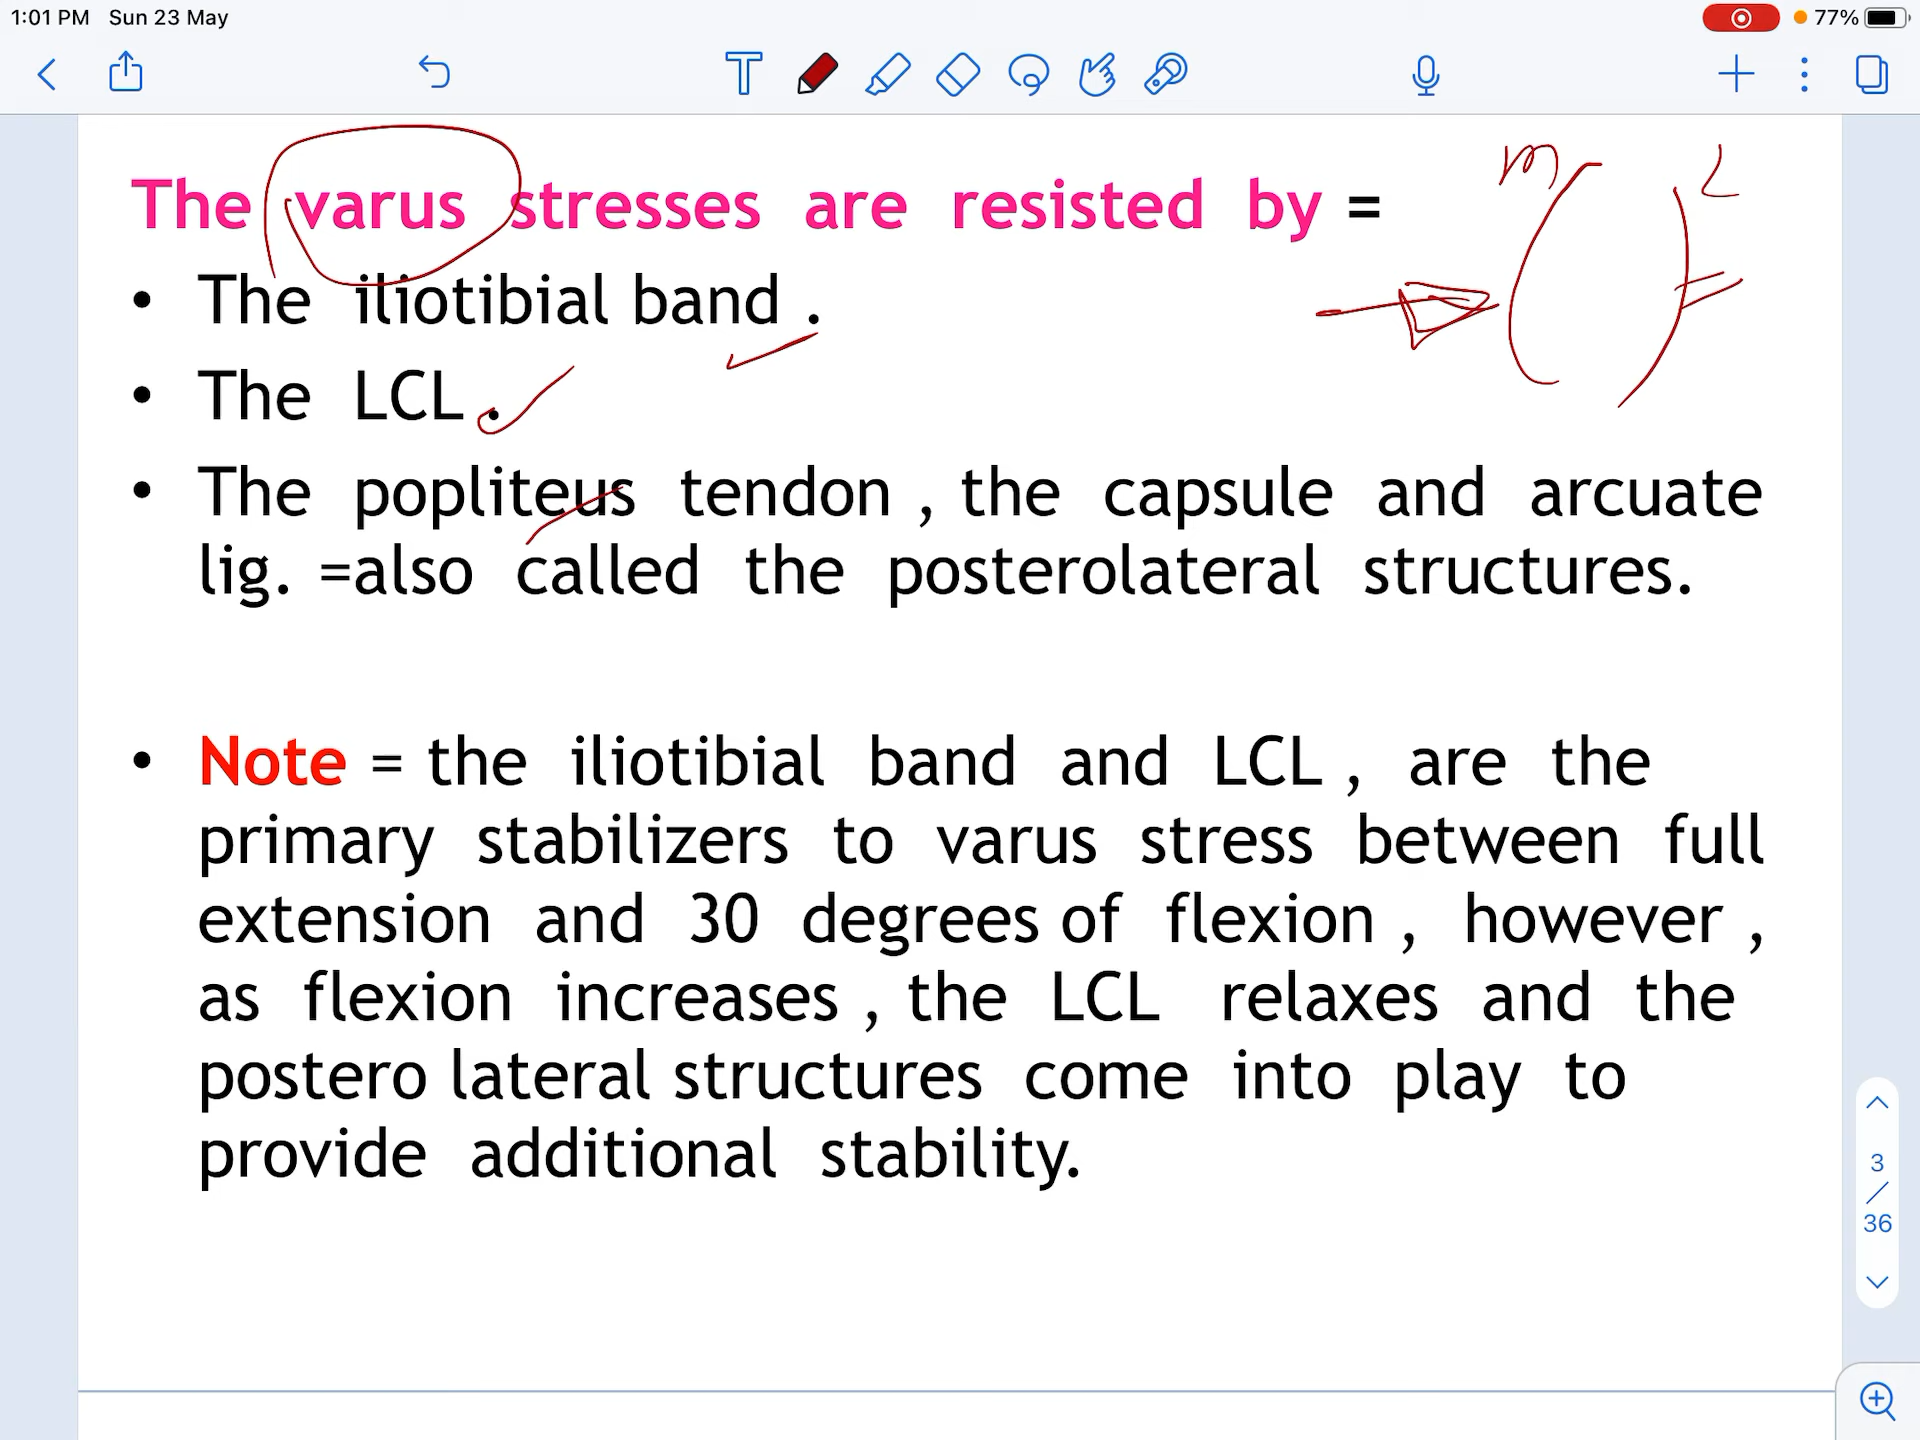 1:01 PM Sun 23 May 77%
T
m L
The varus stresses are resisted by =
• The iliotibial band .
• The LCL .
• The popliteus tendon , the capsule and arcuate
lig. =also called the posterolateral structures.
• Note = the iliotibial band and LCL , are the
primary stabilizers to varus stress between full
extension and 30 degrees of flexion , however ,
as flexion increases , the LCL relaxes and the
postero lateral structures come into play to
provide additional stability.
3
/
36